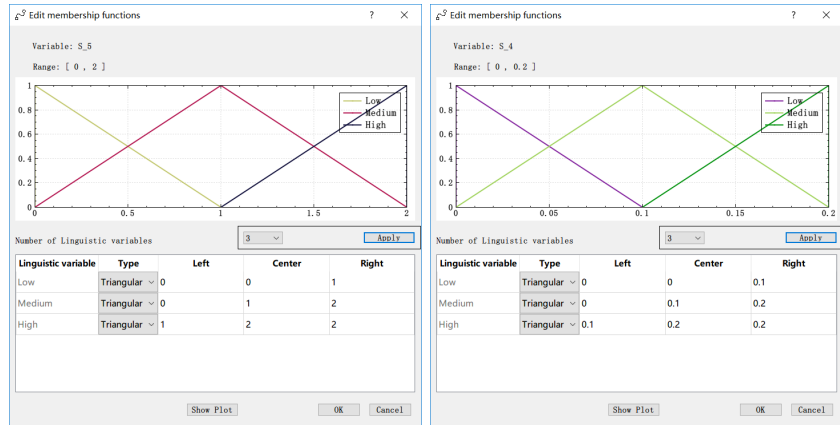 Edit membership functions ? ×
Variable: S_5
Range: [ 0 , 2 ]
1
0.8
0.6
0.4
0.2
0
0 0.5 1 1.5 2
Low
Medium
High
Number of Linguistic variables 3 Apply
Linguistic variable Type Left Center Right
Low Triangular 0 0 1
Medium Triangular 0 1 2
High Triangular 1 2 2
Show Plot OK Cancel
Edit membership functions ? ×
Variable: S_4
Range: [ 0 , 0.2 ]
1
0.8
0.6
0.4
0.2
0
0 0.05 0.1 0.15 0.2
Low
Medium
High
Number of Linguistic variables 3 Apply
Linguistic variable Type Left Center Right
Low Triangular 0 0 0.1
Medium Triangular 0 0.1 0.2
High Triangular 0.1 0.2 0.2
Show Plot OK Cancel